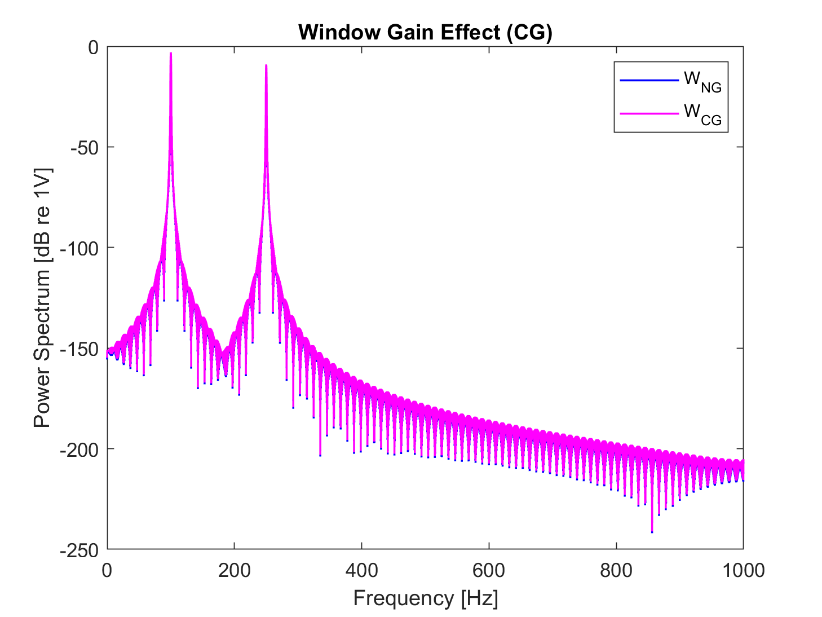 Window Gain Effect (CG)
W_NG
W_CG
Power Spectrum [dB re 1V]
0
-50
-100
-150
-200
-250
0 200 400 600 800 1000
Frequency [Hz]